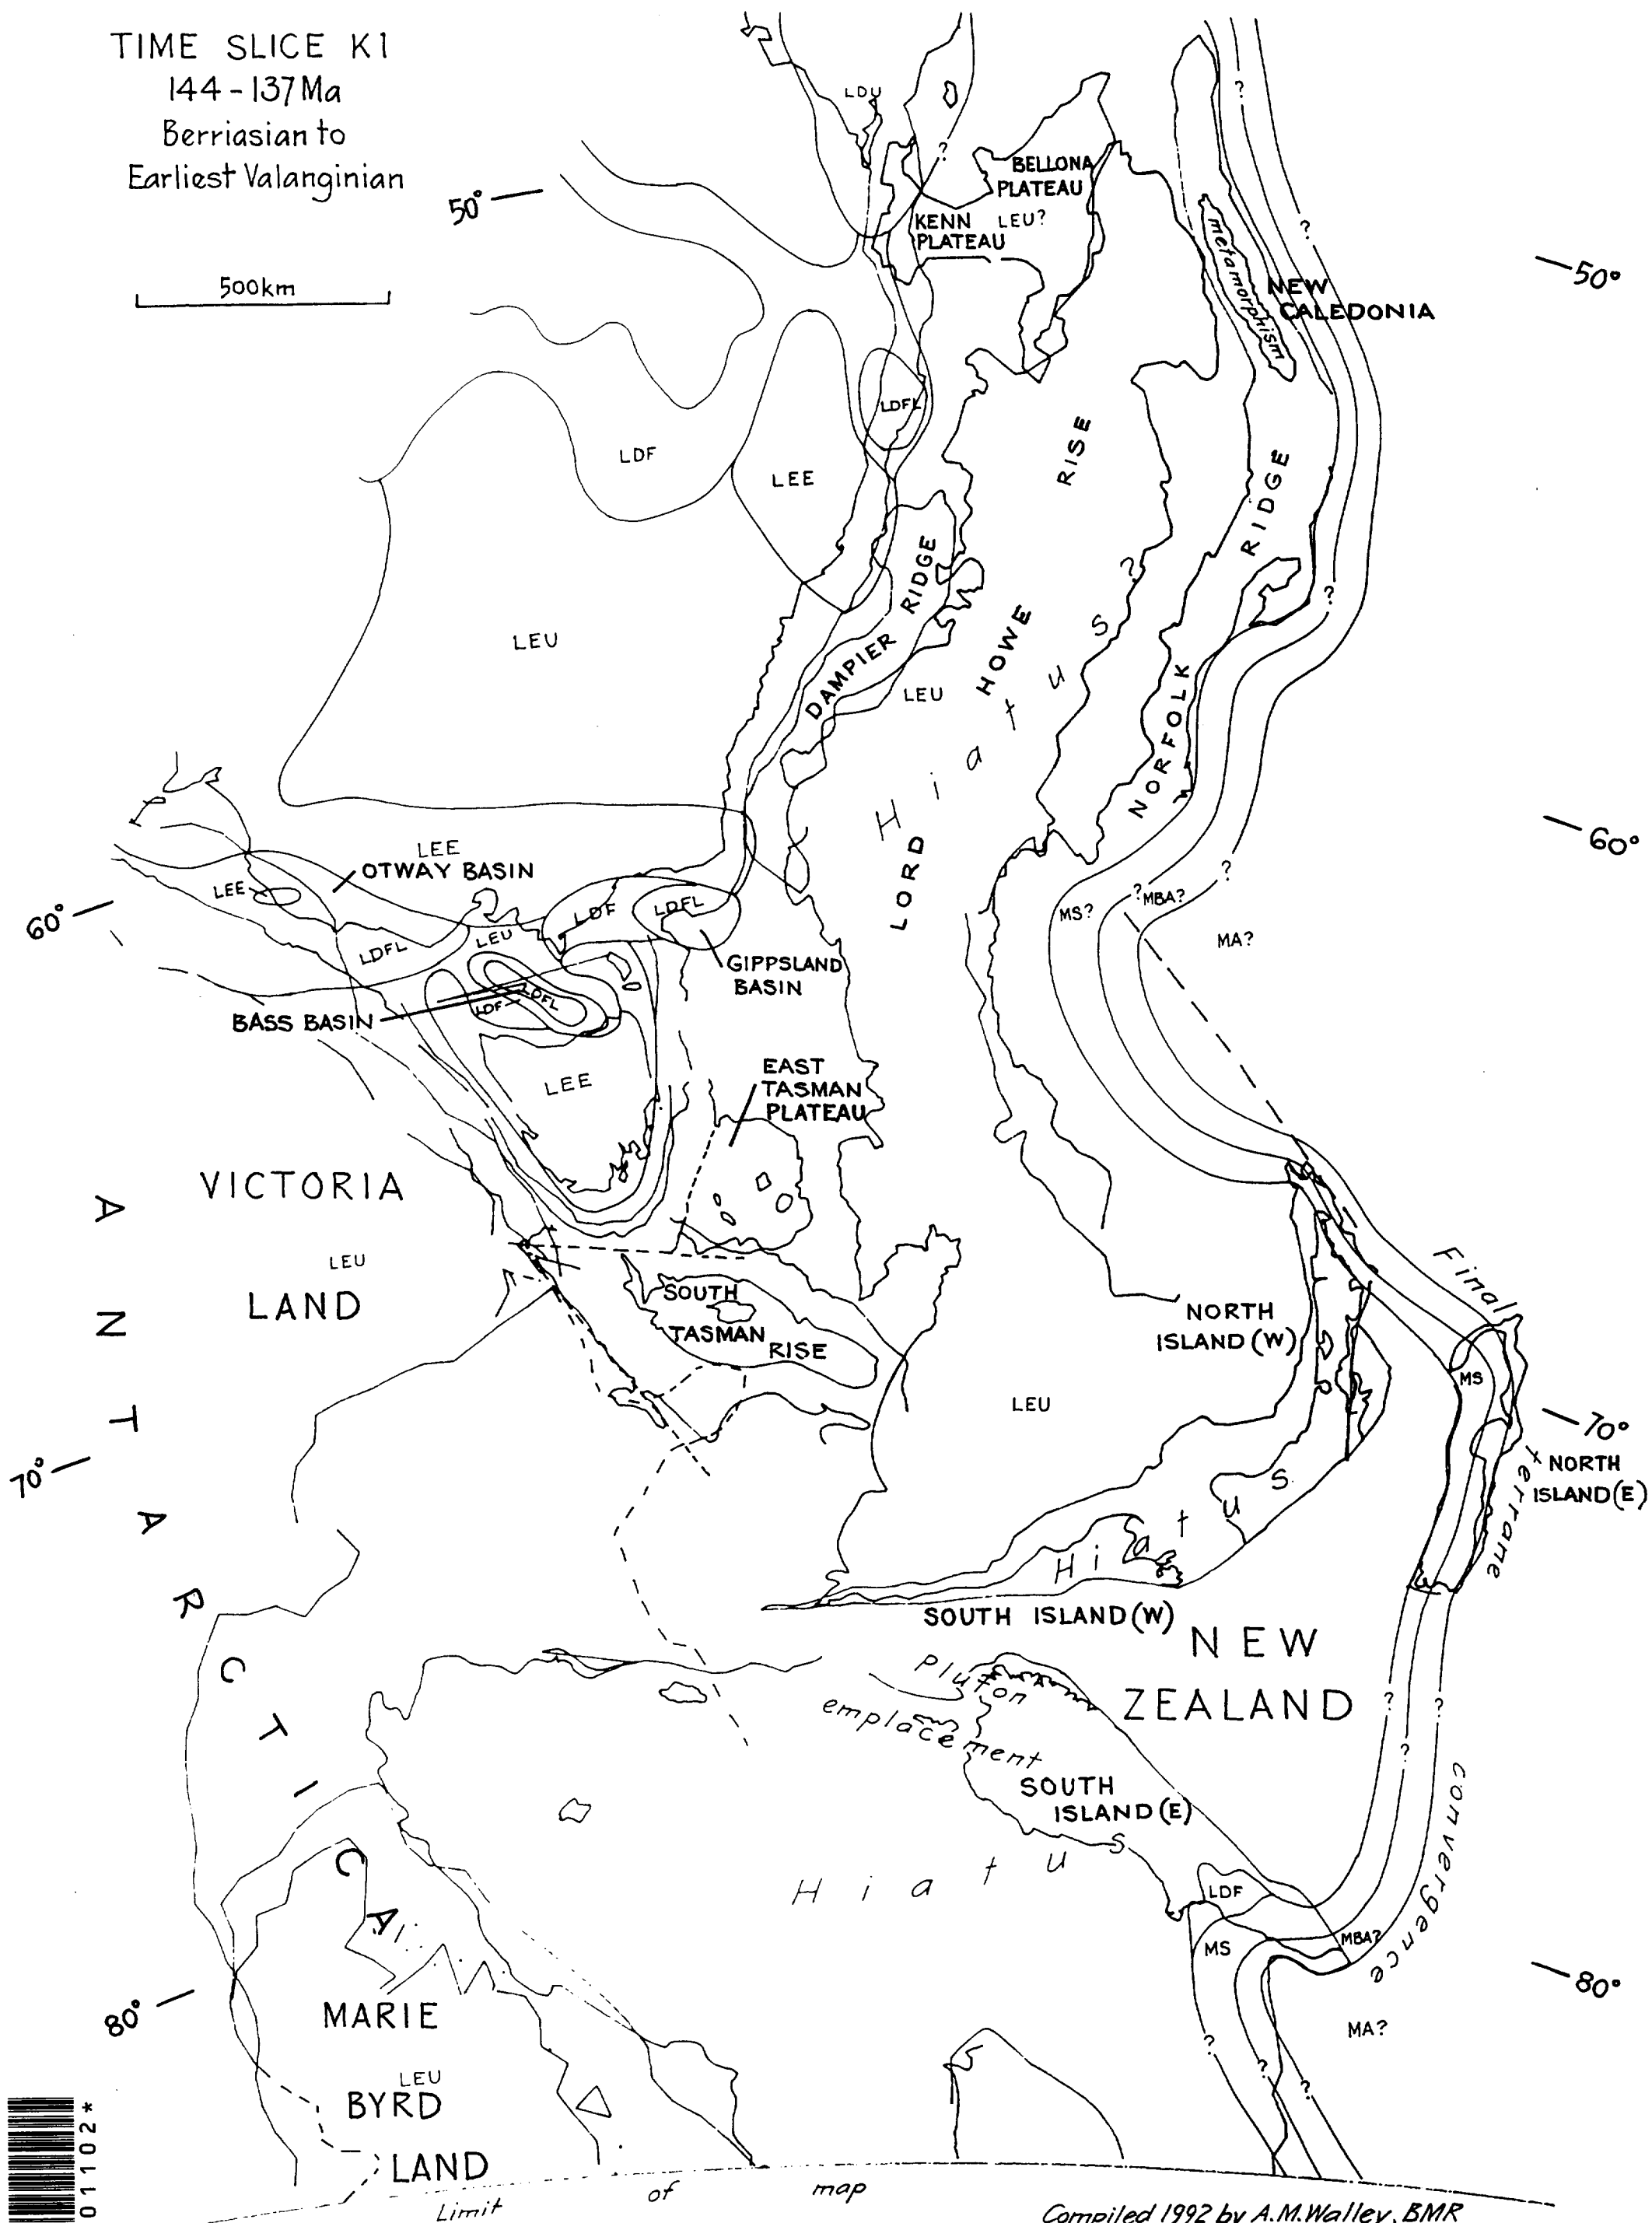 TIME SLICE K1
144-137 Ma
Berriasian to
Earliest Valanginian
50°
500km
LDU
?
?
BELLONA
PLATEAU
KENN LEU?
PLATEAU
metamorphism
?
NEW
CALEDONIA
50°
LDFL
LDF
LEE
RISE
RIDGE
DAMPIER RIDGE
LEU
LEU
HOWE
Hiatus?
?
NORFOLK
LORD
60°
LEE
OTWAY BASIN
LEE
60°
LDFL
LEU
LDF
LDFL
GIPPSLAND
BASIN
BASS BASIN
LDF
LDFL
MS?
?
MBA?
?
MA?
LEE
EAST
TASMAN
PLATEAU
VICTORIA
LEU
LAND
ANTARCTICA
SOUTH
TASMAN
RISE
NORTH
ISLAND (W)
LEU
Final
MS
70°
70°
terrane
NORTH
ISLAND (E)
Hiatus
SOUTH ISLAND (W)
NEW
ZEALAND
Pluton
emplacement
SOUTH
ISLAND (E)
?
?
?
convergence
Hiatus
LDF
MS
MBA?
80°
80°
MA?
MARIE
LEU
BYRD
LAND
?
?
?
Limit of map
Compiled 1992 by A.M.Walley, BMR
01102*